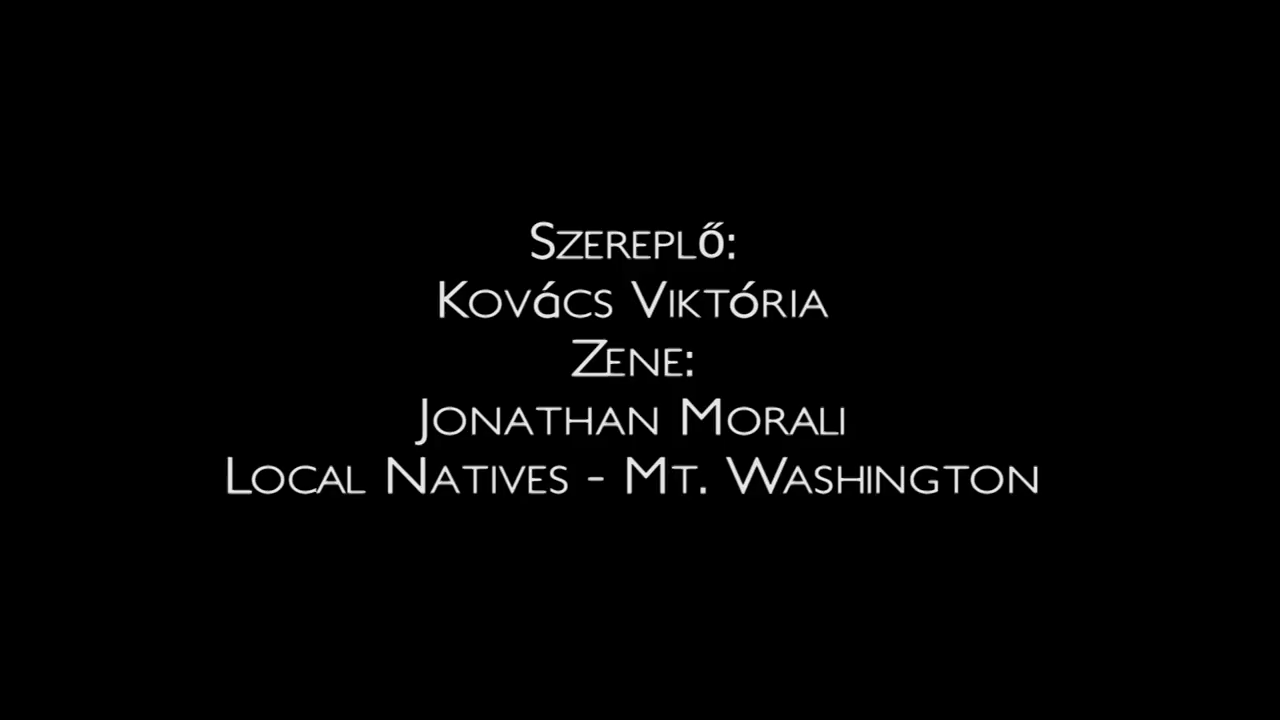 Szereplő:
Kovács Viktória
Zene:
Jonathan Morali
Local Natives - Mt. Washington